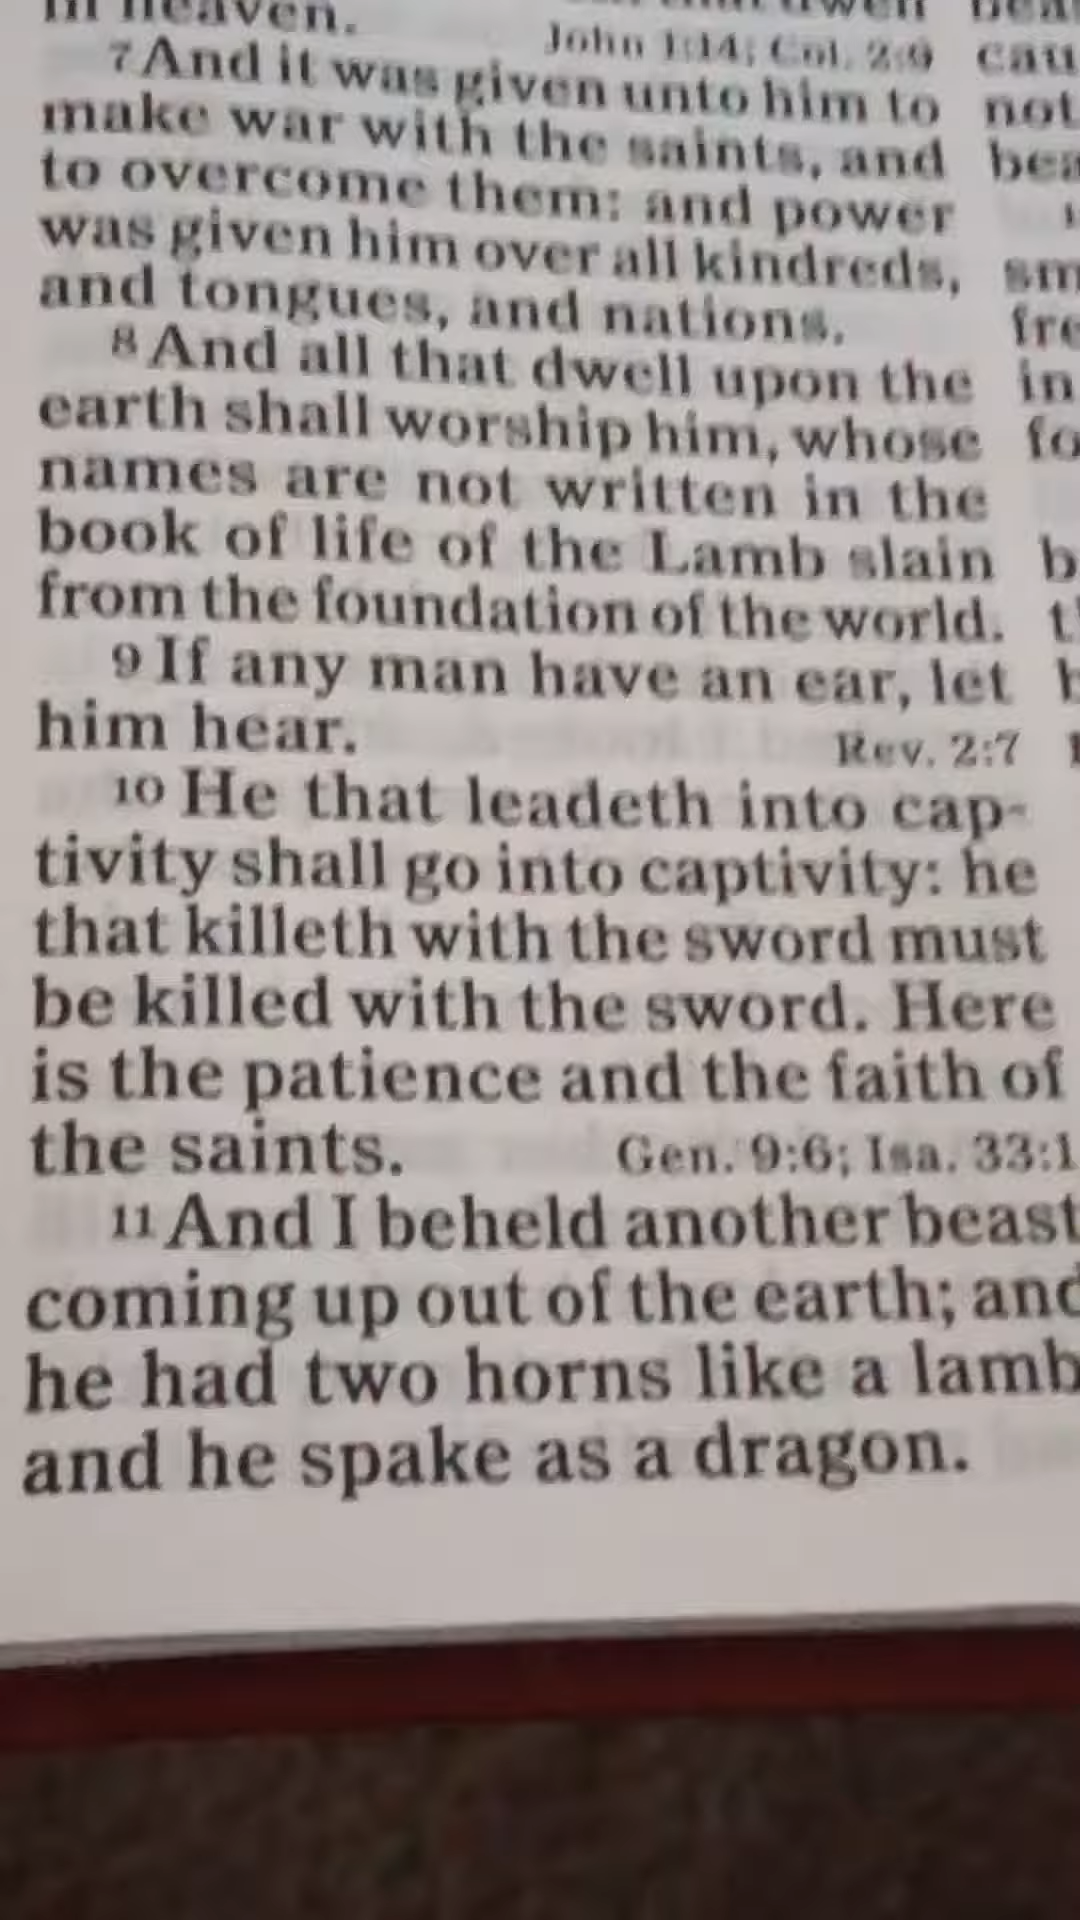 in heaven.
John 1:14; Col. 2:9
7 And it was given unto him to
make war with the saints, and
to overcome them: and power
was given him over all kindreds,
and tongues, and nations.
8 And all that dwell upon the
earth shall worship him, whose
names are not written in the
book of life of the Lamb slain
from the foundation of the world.
9 If any man have an ear, let
him hear.
Rev. 2:7
10 He that leadeth into cap-
tivity shall go into captivity: he
that killeth with the sword must
be killed with the sword. Here
is the patience and the faith of
the saints.
Gen. 9:6; Isa. 33:1
11 And I beheld another beast
coming up out of the earth; and
he had two horns like a lamb
and he spake as a dragon.
cau
not
bea
sm
fre
in
fo